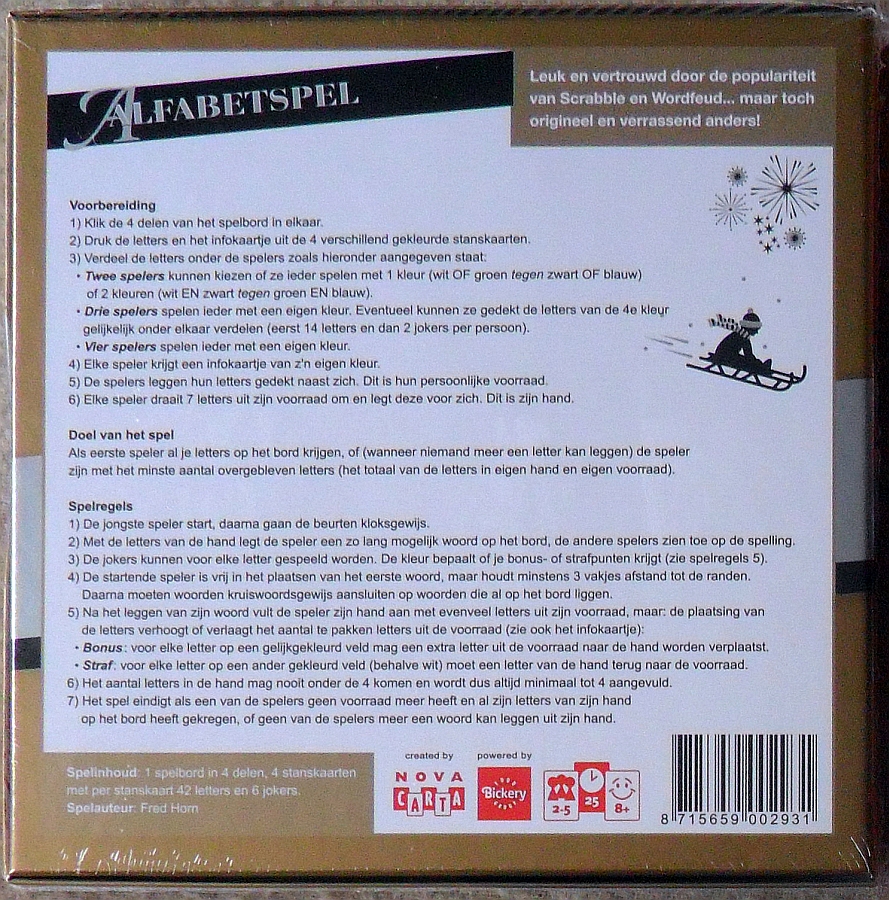 ALFABETSPEL
Leuk en vertrouwd door de populariteit
van Scrabble en Wordfeud... maar toch
origineel en verrassend anders!
Voorbereiding
1) Klik de 4 delen van het spelbord in elkaar.
2) Druk de letters en het infokaartje uit de 4 verschillend gekleurde stanskaarten.
3) Verdeel de letters onder de spelers zoals hieronder aangegeven staat:
• Twee spelers kunnen kiezen of ze ieder spelen met 1 kleur (wit OF groen tegen zwart OF blauw)
of 2 kleuren (wit EN zwart tegen groen EN blauw).
• Drie spelers spelen ieder met een eigen kleur. Eventueel kunnen ze gedekt de letters van de 4e kleur
gelijkelijk onder elkaar verdelen (eerst 14 letters en dan 2 jokers per persoon).
• Vier spelers spelen ieder met een eigen kleur.
4) Elke speler krijgt een infokaartje van z'n eigen kleur.
5) De spelers leggen hun letters gedekt naast zich. Dit is hun persoonlijke voorraad.
6) Elke speler draait 7 letters uit zijn voorraad om en legt deze voor zich. Dit is zijn hand.
Doel van het spel
Als eerste speler al je letters op het bord krijgen, of (wanneer niemand meer een letter kan leggen) de speler
zijn met het minste aantal overgebleven letters (het totaal van de letters in eigen hand en eigen voorraad).
Spelregels
1) De jongste speler start, daarna gaan de beurten kloksgewijs.
2) Met de letters van de hand legt de speler een zo lang mogelijk woord op het bord, de andere spelers zien toe op de spelling.
3) De jokers kunnen voor elke letter gespeeld worden. De kleur bepaalt of je bonus- of strafpunten krijgt (zie spelregels 5).
4) De startende speler is vrij in het plaatsen van het eerste woord, maar houdt minstens 3 vakjes afstand tot de randen.
Daarna moeten woorden kruiswoordsgewijs aansluiten op woorden die al op het bord liggen.
5) Na het leggen van zijn woord vult de speler zijn hand aan met evenveel letters uit zijn voorraad, maar: de plaatsing van
de letters verhoogt of verlaagt het aantal te pakken letters uit de voorraad (zie ook het infokaartje):
• Bonus: voor elke letter op een gelijkgekleurd veld mag een extra letter uit de voorraad naar de hand worden verplaatst.
• Straf: voor elke letter op een ander gekleurd veld (behalve wit) moet een letter van de hand terug naar de voorraad.
6) Het aantal letters in de hand mag nooit onder de 4 komen en wordt dus altijd minimaal tot 4 aangevuld.
7) Het spel eindigt als een van de spelers geen voorraad meer heeft en al zijn letters van zijn hand
op het bord heeft gekregen, of geen van de spelers meer een woord kan leggen uit zijn hand.
Spelinhoud: 1 spelbord in 4 delen, 4 stanskaarten
met per stanskaart 42 letters en 6 jokers.
Spelauteur: Fred Horn
created by
NOVA
CARTA
powered by
Bickery
2-5
25
8+
8 715659 002931